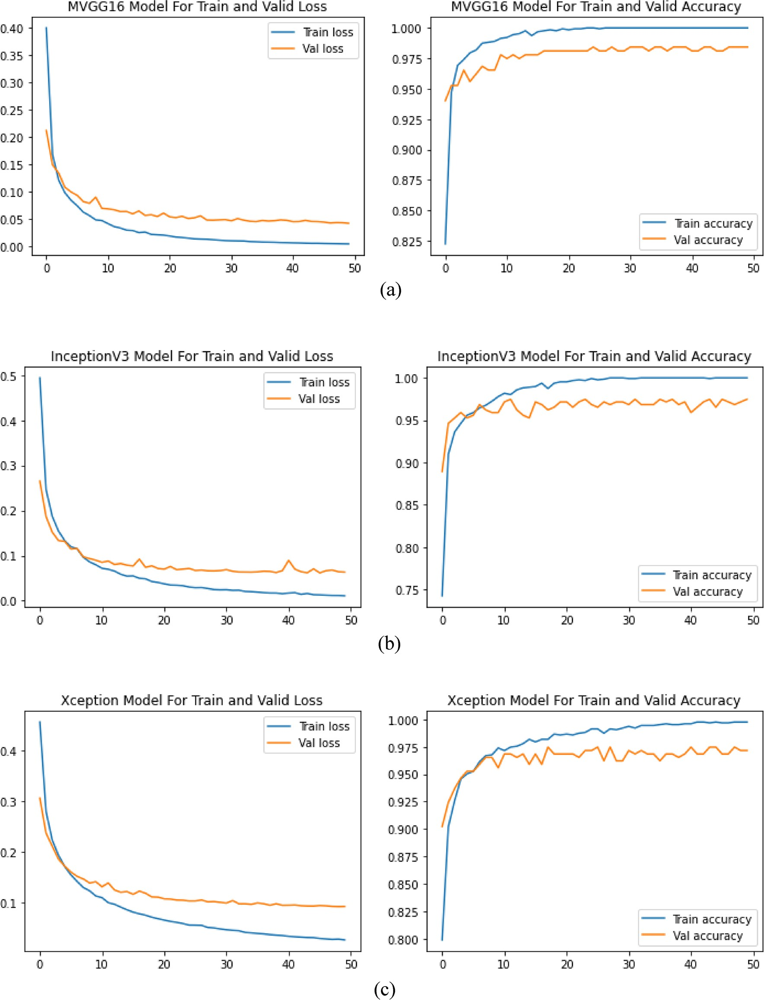 MVGG16 Model For Train and Valid Loss
0.40
0.35
0.30
0.25
0.20
0.15
0.10
0.05
0.00
Train loss
Val loss
0 10 20 30 40 50
MVGG16 Model For Train and Valid Accuracy
1.000
0.975
0.950
0.925
0.900
0.875
0.850
0.825
Train accuracy
Val accuracy
0 10 20 30 40 50
(a)
InceptionV3 Model For Train and Valid Loss
0.5
0.4
0.3
0.2
0.1
0.0
Train loss
Val loss
0 10 20 30 40 50
InceptionV3 Model For Train and Valid Accuracy
1.00
0.95
0.90
0.85
0.80
0.75
Train accuracy
Val accuracy
0 10 20 30 40 50
(b)
Xception Model For Train and Valid Loss
0.4
0.3
0.2
0.1
Train loss
Val loss
0 10 20 30 40 50
Xception Model For Train and Valid Accuracy
1.000
0.975
0.950
0.925
0.900
0.875
0.850
0.825
0.800
Train accuracy
Val accuracy
0 10 20 30 40 50
(c)